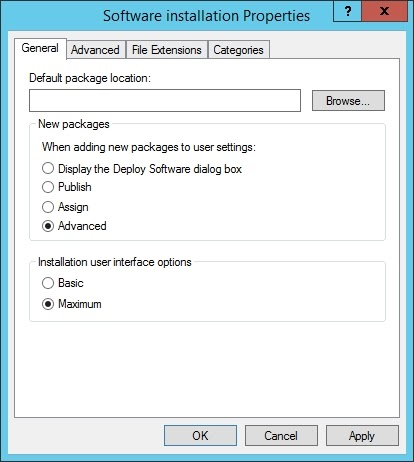 Software installation Properties
? x
General Advanced File Extensions Categories
Default package location:
Browse...
New packages
When adding new packages to user settings:
Display the Deploy Software dialog box
Publish
Assign
Advanced
Installation user interface options
Basic
Maximum
OK Cancel Apply